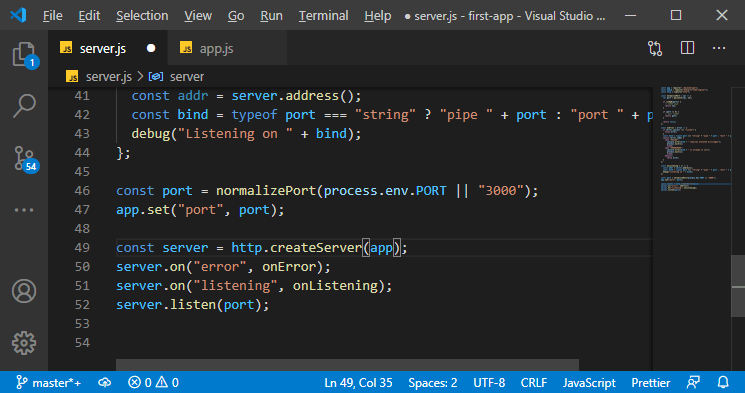 File Edit Selection View Go Run Terminal Help ● server.js - first-app - Visual Studio ...
JS server.js ● JS app.js ...
JS server.js > server
1
54
41 const addr = server.address();
42 const bind = typeof port === "string" ? "pipe " + port : "port " + p
43 debug("Listening on " + bind);
44 };
45
46 const port = normalizePort(process.env.PORT || "3000");
47 app.set("port", port);
48
49 const server = http.createServer(app);
50 server.on("error", onError);
51 server.on("listening", onListening);
52 server.listen(port);
53
54
master*+ 0 0 Ln 49, Col 35 Spaces: 2 UTF-8 CRLF JavaScript Prettier